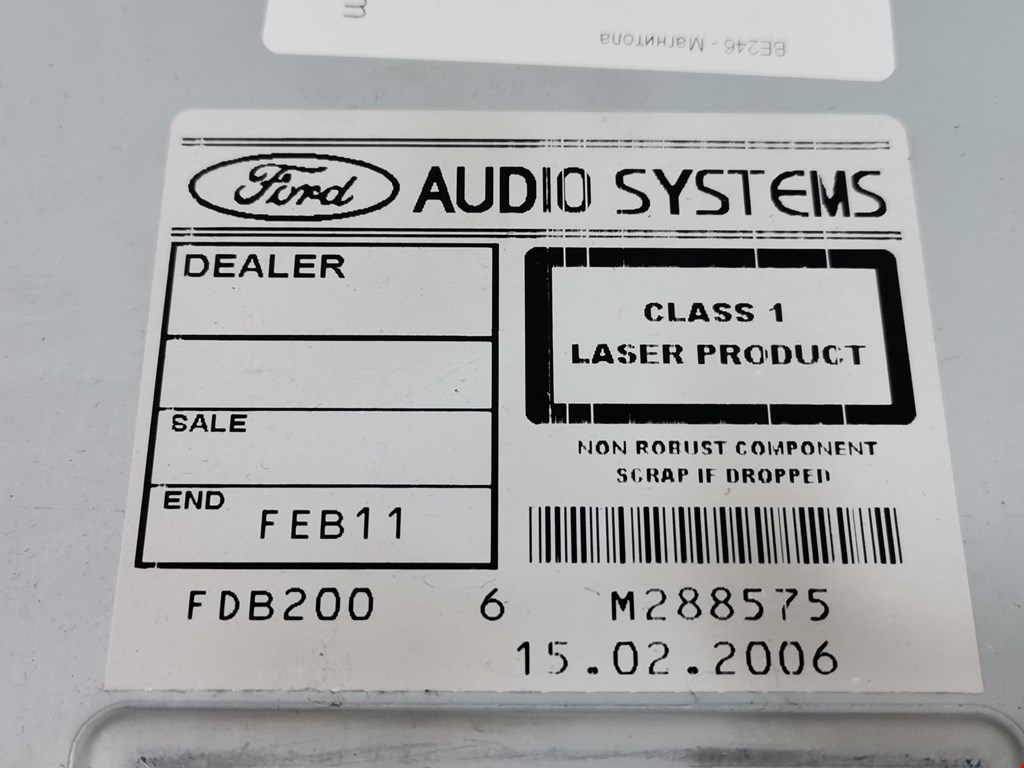 m
BE246 - Магнитола
Ford AUDIO SYSTEMS
DEALER
SALE
END
FEB11
CLASS 1
LASER PRODUCT
NON ROBUST COMPONENT
SCRAP IF DROPPED
FDB200 6 M288575
15.02.2006